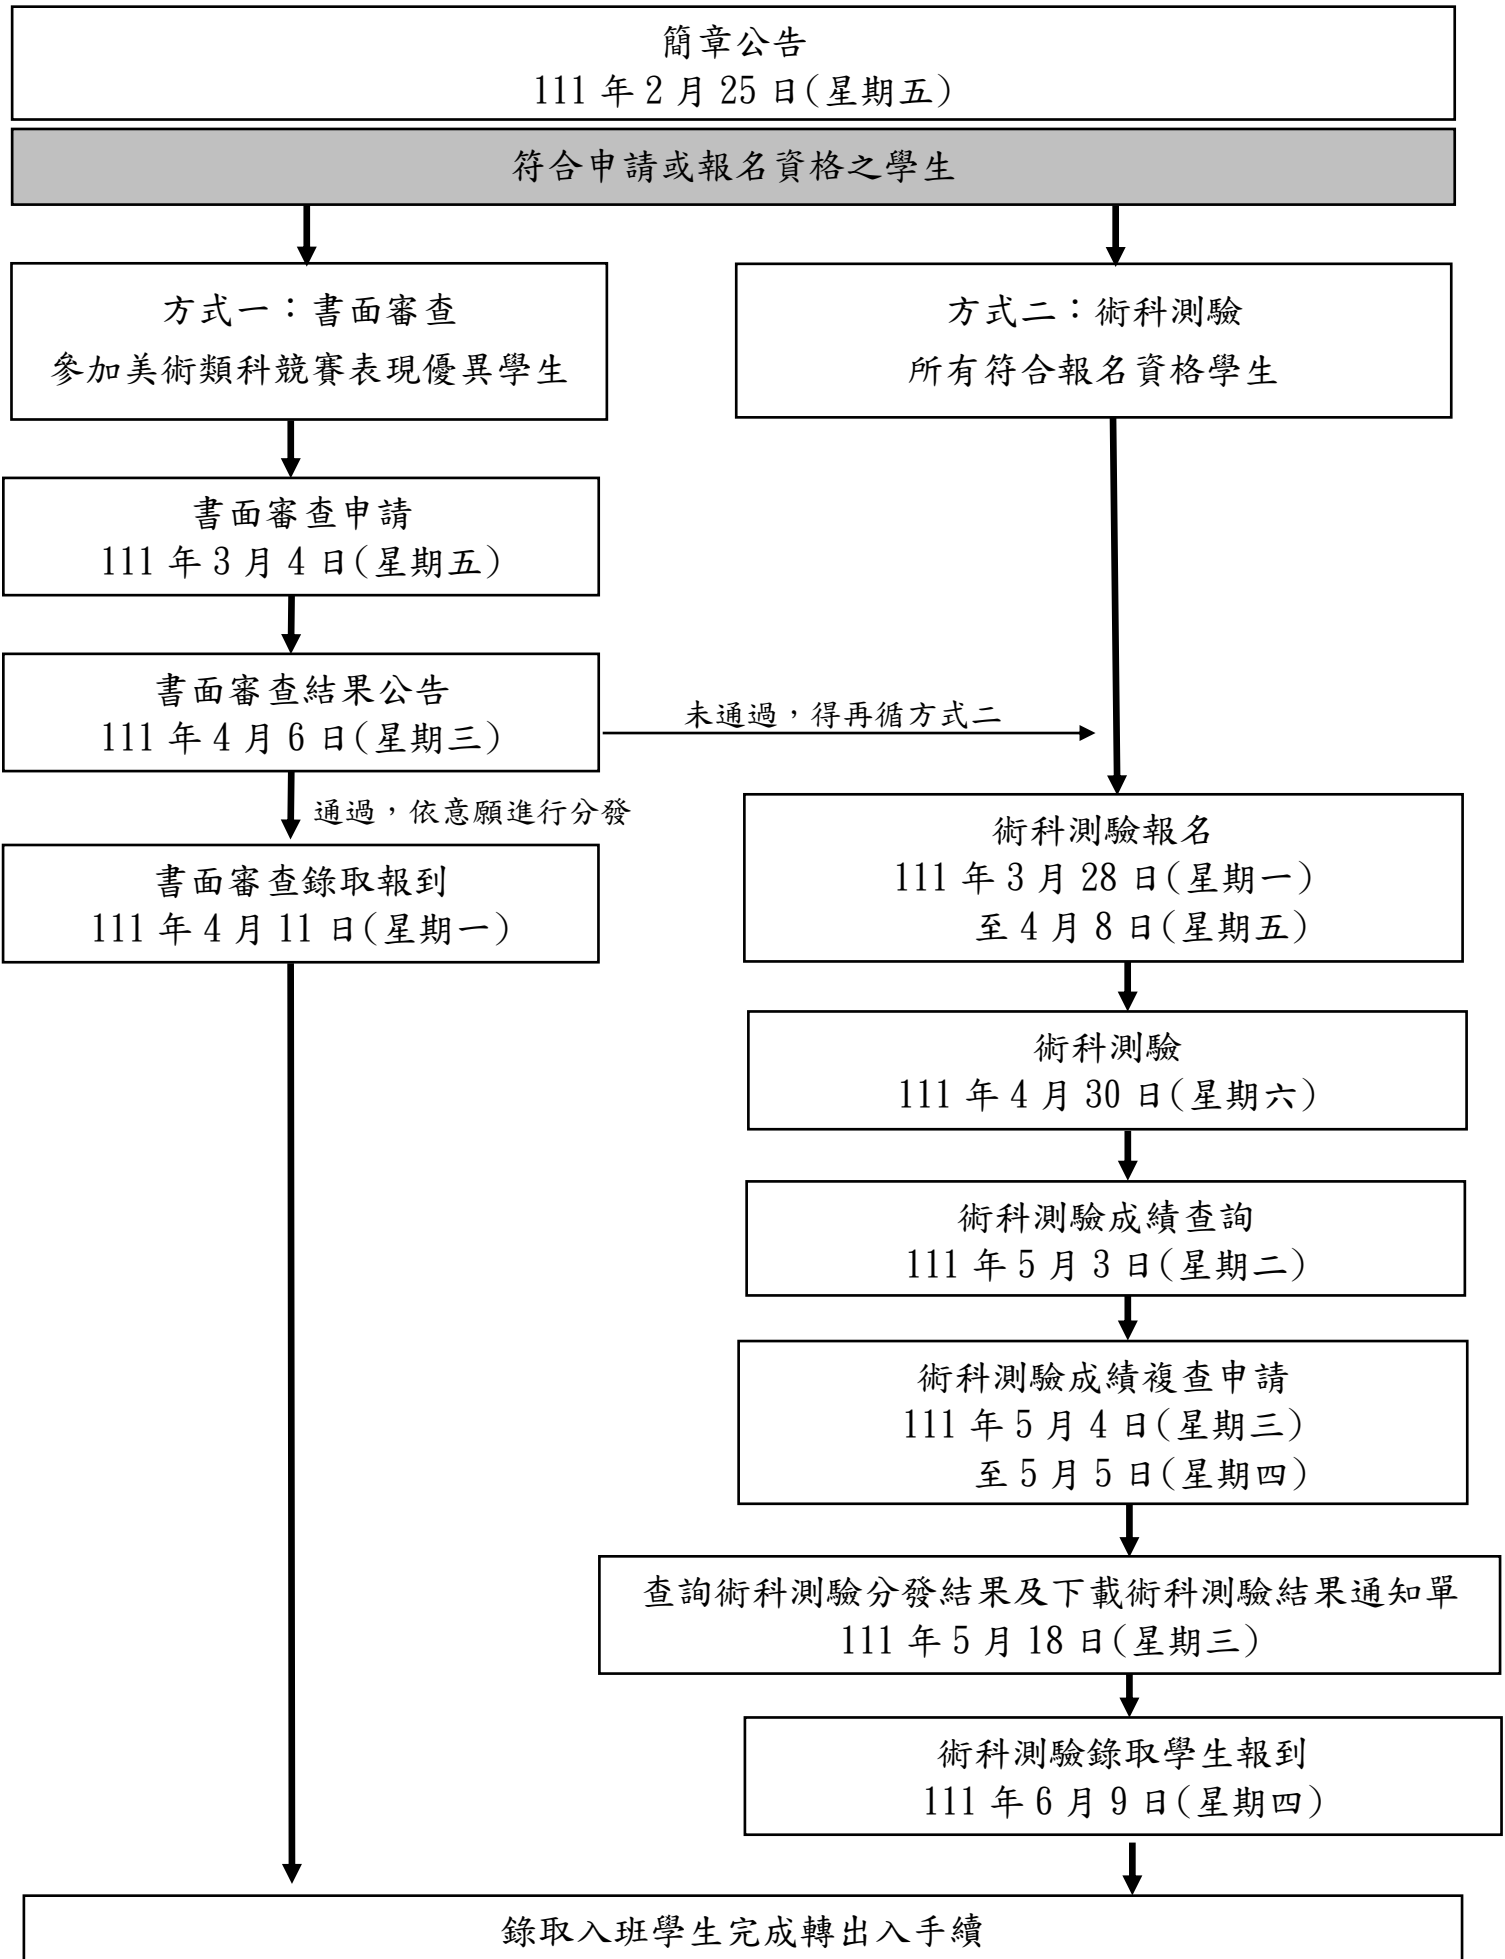 簡章公告
111 年 2 月 25 日(星期五)
符合申請或報名資格之學生
方式一：書面審查
參加美術類科競賽表現優異學生
方式二：術科測驗
所有符合報名資格學生
書面審查申請
111 年 3 月 4 日(星期五)
書面審查結果公告
111 年 4 月 6 日(星期三)
未通過，得再循方式二
通過，依意願進行分發
書面審查錄取報到
111 年 4 月 11 日(星期一)
術科測驗報名
111 年 3 月 28 日(星期一)
至 4 月 8 日(星期五)
術科測驗
111 年 4 月 30 日(星期六)
術科測驗成績查詢
111 年 5 月 3 日(星期二)
術科測驗成績複查申請
111 年 5 月 4 日(星期三)
至 5 月 5 日(星期四)
查詢術科測驗分發結果及下載術科測驗結果通知單
111 年 5 月 18 日(星期三)
術科測驗錄取學生報到
111 年 6 月 9 日(星期四)
錄取入班學生完成轉出入手續